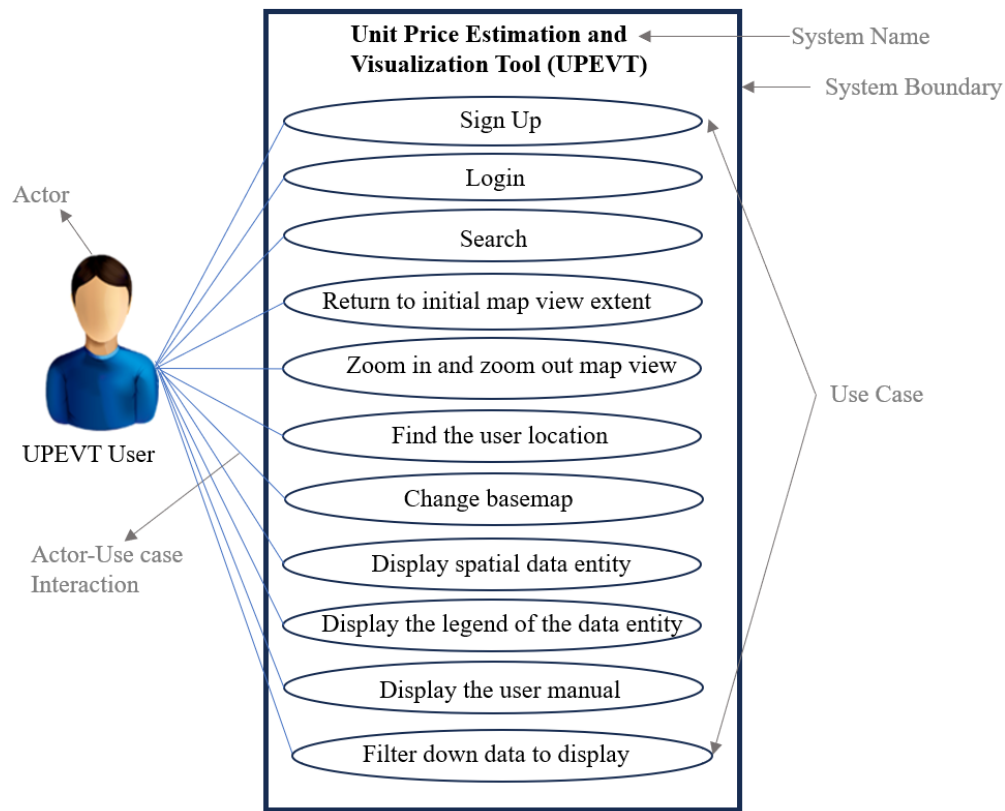 Unit Price Estimation and
Visualization Tool (UPEVT)
System Name
System Boundary
Sign Up
Login
Actor
Search
Return to initial map view extent
Zoom in and zoom out map view
Use Case
Find the user location
UPEVT User
Change basemap
Actor-Use case
Interaction
Display spatial data entity
Display the legend of the data entity
Display the user manual
Filter down data to display